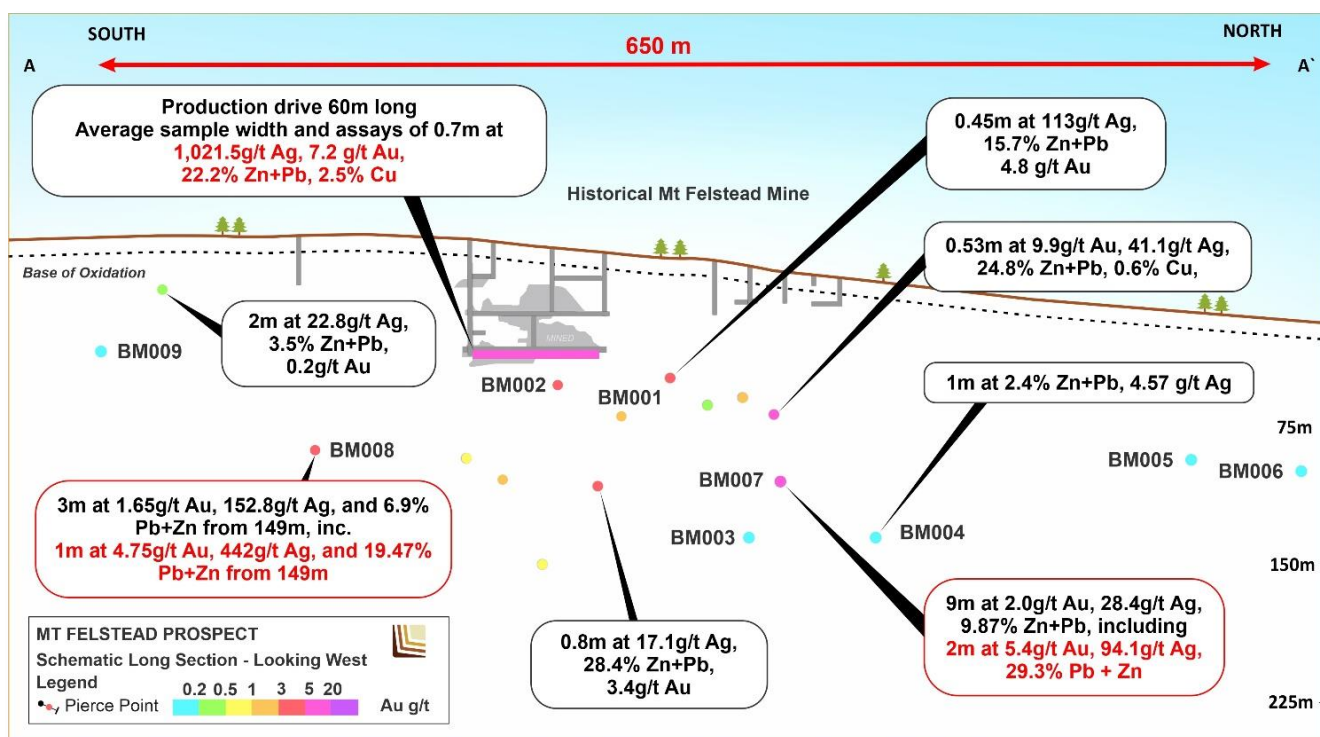 SOUTH
NORTH
650 m
A
A`
Production drive 60m long
Average sample width and assays of 0.7m at
1,021.5g/t Ag, 7.2 g/t Au,
22.2% Zn+Pb, 2.5% Cu
0.45m at 113g/t Ag,
15.7% Zn+Pb
4.8 g/t Au
Historical Mt Felstead Mine
0.53m at 9.9g/t Au, 41.1g/t Ag,
24.8% Zn+Pb, 0.6% Cu,
Base of Oxidation
2m at 22.8g/t Ag,
3.5% Zn+Pb,
0.2g/t Au
MINED
BM009
BM002
BM001
1m at 2.4% Zn+Pb, 4.57 g/t Ag
75m
BM008
BM007
BM005
BM006
3m at 1.65g/t Au, 152.8g/t Ag, and 6.9%
Pb+Zn from 149m, inc.
1m at 4.75g/t Au, 442g/t Ag, and 19.47%
Pb+Zn from 149m
BM003
BM004
150m
0.8m at 17.1g/t Ag,
28.4% Zn+Pb,
3.4g/t Au
9m at 2.0g/t Au, 28.4g/t Ag,
9.87% Zn+Pb, including
2m at 5.4g/t Au, 94.1g/t Ag,
29.3% Pb + Zn
225m
MT FELSTEAD PROSPECT
Schematic Long Section - Looking West
Legend
0.2 0.5 1 3 5 20
Pierce Point
Au g/t